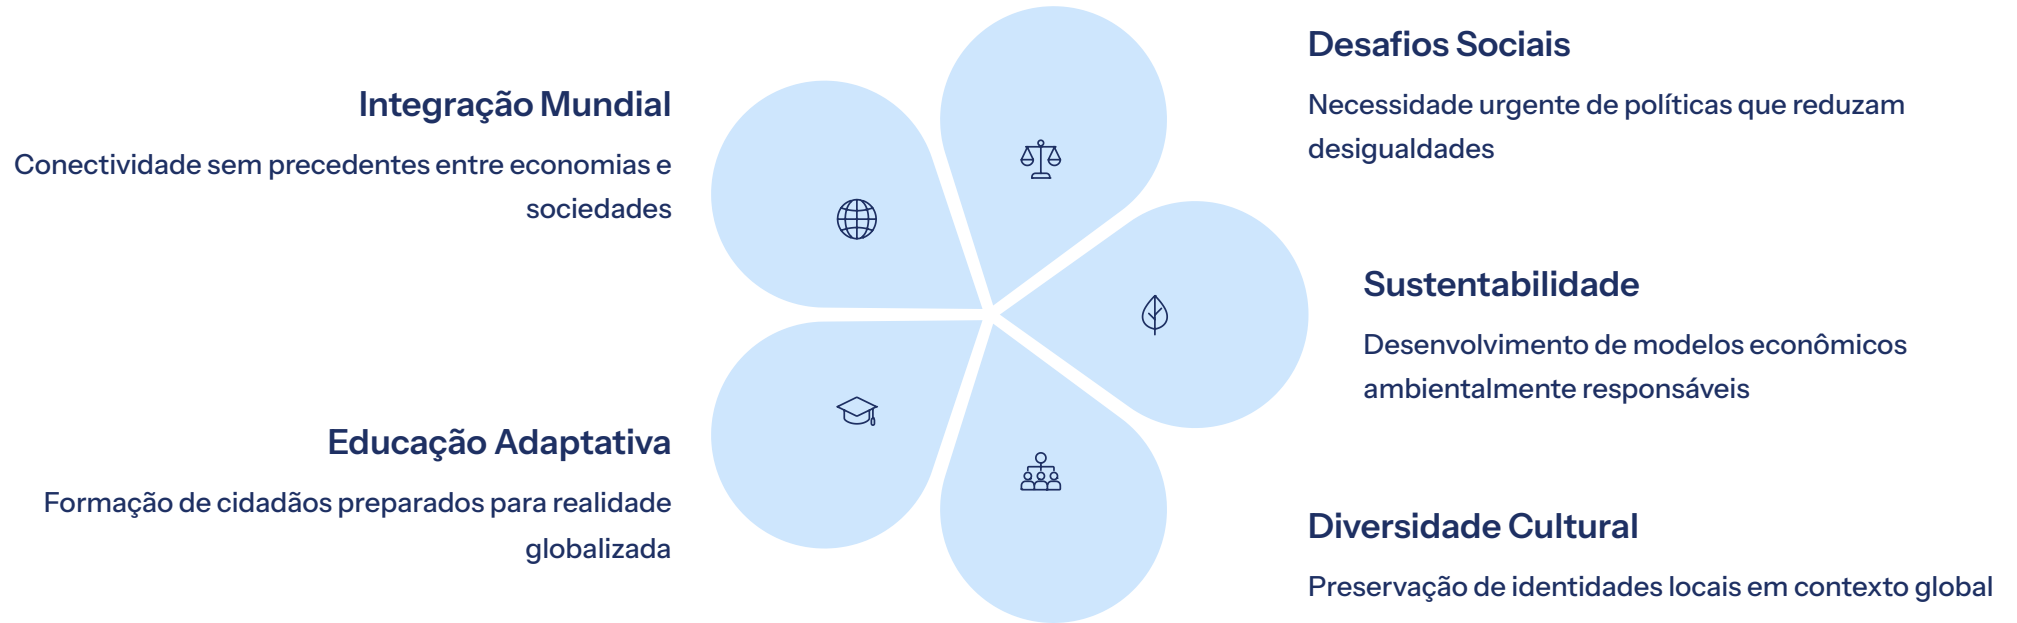 Integração Mundial
Conectividade sem precedentes entre economias e
sociedades
Desafios Sociais
Necessidade urgente de políticas que reduzam
desigualdades
Sustentabilidade
Desenvolvimento de modelos econômicos
ambientalmente responsáveis
Diversidade Cultural
Preservação de identidades locais em contexto global
Educação Adaptativa
Formação de cidadãos preparados para realidade
globalizada